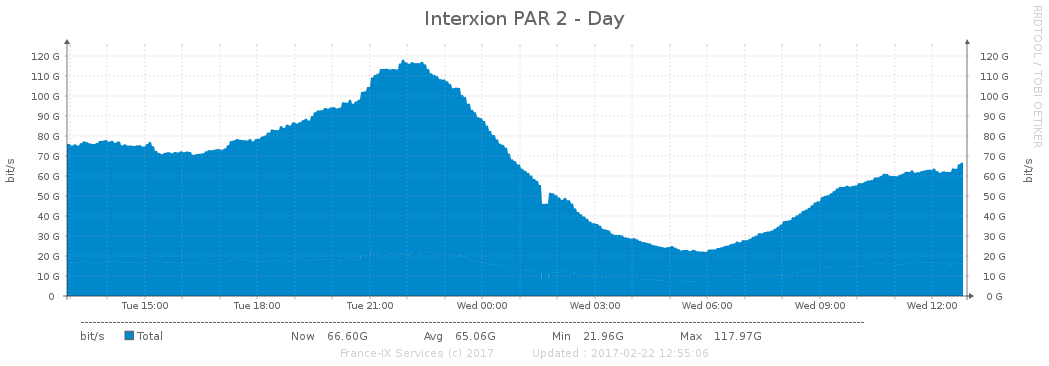 Interxion PAR 2 - Day
RRDTOOL / TOBI OETIKER
bit/s
120 G 120 G
110 G 110 G
100 G 100 G
90 G 90 G
80 G 80 G
70 G 70 G
60 G 60 G
50 G 50 G
40 G 40 G
30 G 30 G
20 G 20 G
10 G 10 G
0 0 G
bit/s
Tue 15:00 Tue 18:00 Tue 21:00 Wed 00:00 Wed 03:00 Wed 06:00 Wed 09:00 Wed 12:00
bit/s Total Now 66.60G Avg 65.06G Min 21.96G Max 117.97G
France-IX Services (c) 2017 Updated : 2017-02-22 12:55:06